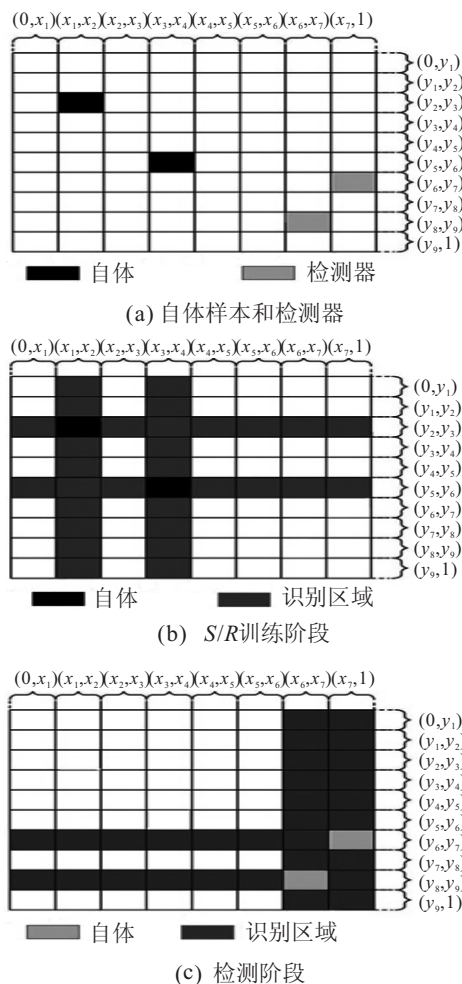 (0,x₁)(x₁,x₂)(x₂,x₃)(x₃,x₄)(x₄,x₅)(x₅,x₆)(x₆,x₇)(x₇,1)
(0,y₁)
(y₁,y₂)
(y₂,y₃)
(y₃,y₄)
(y₄,y₅)
(y₅,y₆)
(y₆,y₇)
(y₇,y₈)
(y₈,y₉)
(y₉,1)
自体 检测器
(a) 自体样本和检测器
(0,x₁)(x₁,x₂)(x₂,x₃)(x₃,x₄)(x₄,x₅)(x₅,x₆)(x₆,x₇)(x₇,1)
(0,y₁)
(y₁,y₂)
(y₂,y₃)
(y₃,y₄)
(y₄,y₅)
(y₅,y₆)
(y₆,y₇)
(y₇,y₈)
(y₈,y₉)
(y₉,1)
自体 识别区域
(b) S/R训练阶段
(0,x₁)(x₁,x₂)(x₂,x₃)(x₃,x₄)(x₄,x₅)(x₅,x₆)(x₆,x₇)(x₇,1)
(0,y₁)
(y₁,y₂)
(y₂,y₃)
(y₃,y₄)
(y₄,y₅)
(y₅,y₆)
(y₆,y₇)
(y₇,y₈)
(y₈,y₉)
(y₉,1)
自体 识别区域
(c) 检测阶段